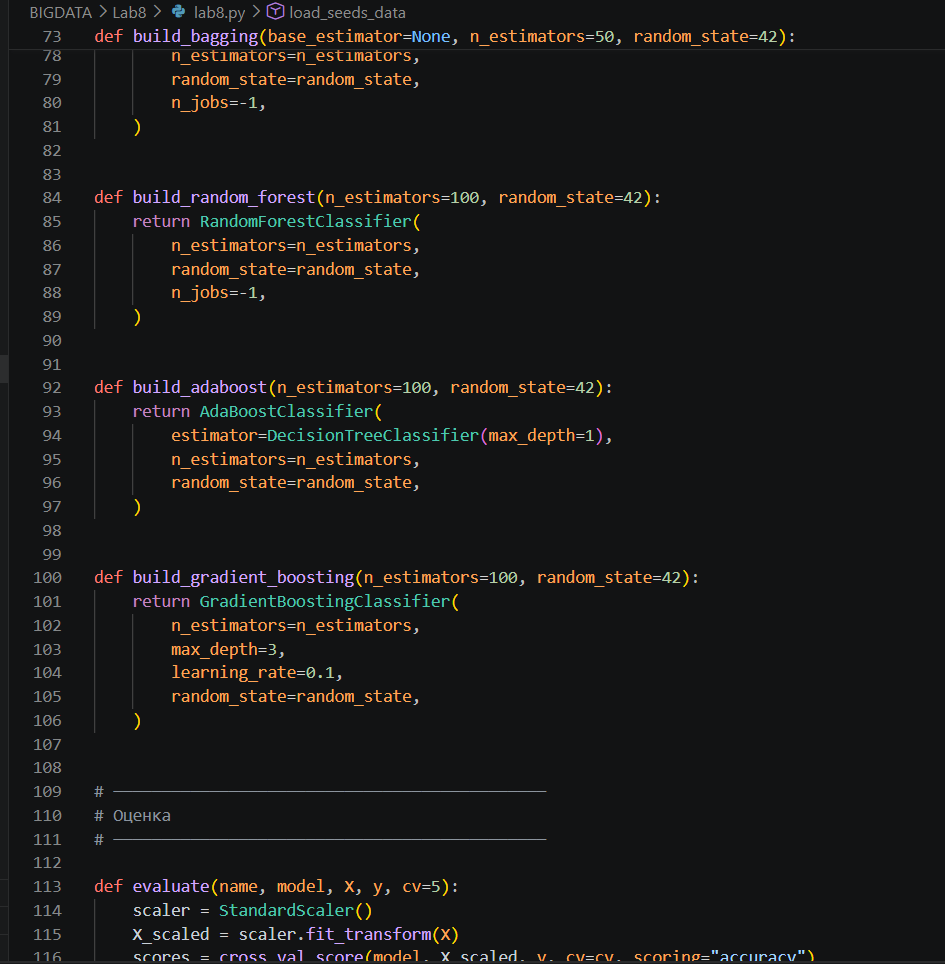 BIGDATA > Lab8 > lab8.py > load_seeds_data
73 def build_bagging(base_estimator=None, n_estimators=50, random_state=42):
78         n_estimators=n_estimators,
79         random_state=random_state,
80         n_jobs=-1,
81     )
82
83
84 def build_random_forest(n_estimators=100, random_state=42):
85     return RandomForestClassifier(
86         n_estimators=n_estimators,
87         random_state=random_state,
88         n_jobs=-1,
89     )
90
91
92 def build_adaboost(n_estimators=100, random_state=42):
93     return AdaBoostClassifier(
94         estimator=DecisionTreeClassifier(max_depth=1),
95         n_estimators=n_estimators,
96         random_state=random_state,
97     )
98
99
100 def build_gradient_boosting(n_estimators=100, random_state=42):
101     return GradientBoostingClassifier(
102         n_estimators=n_estimators,
103         max_depth=3,
104         learning_rate=0.1,
105         random_state=random_state,
106     )
107
108
109 # ─────────────────────────────────────────────
110 # Оценка
111 # ─────────────────────────────────────────────
112
113 def evaluate(name, model, X, y, cv=5):
114     scaler = StandardScaler()
115     X_scaled = scaler.fit_transform(X)
116     scores = cross_val_score(model, X_scaled, y, cv=cv, scoring="accuracy")